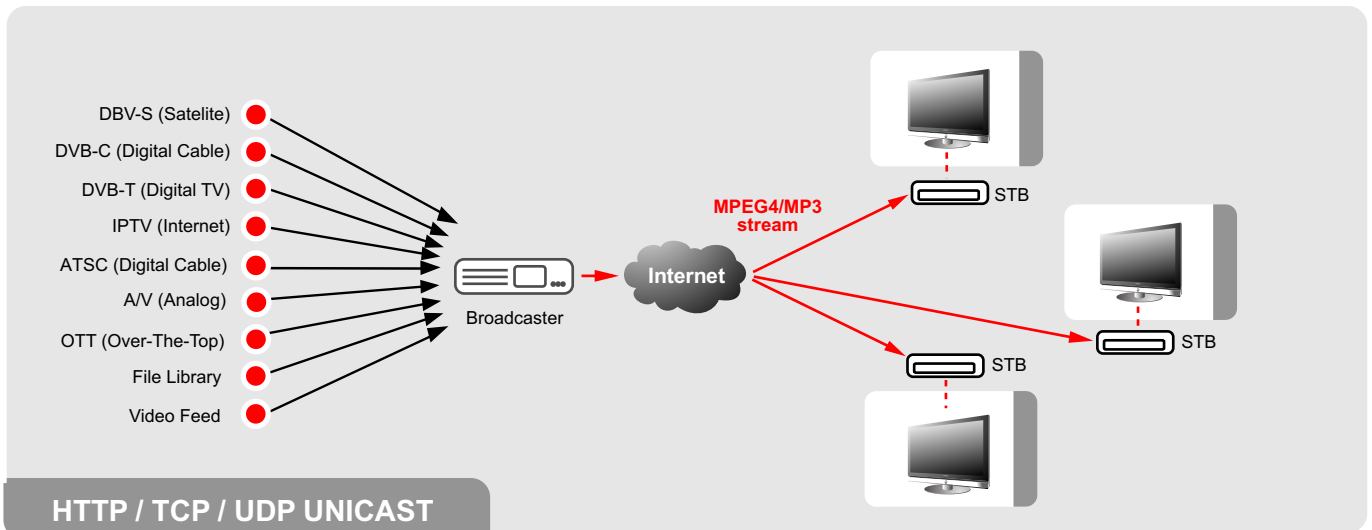 DBV-S (Satelite)
DVB-C (Digital Cable)
DVB-T (Digital TV)
IPTV (Internet)
ATSC (Digital Cable)
A/V (Analog)
OTT (Over-The-Top)
File Library
Video Feed
Broadcaster
Internet
MPEG4/MP3
stream
STB
STB
STB
HTTP / TCP / UDP UNICAST